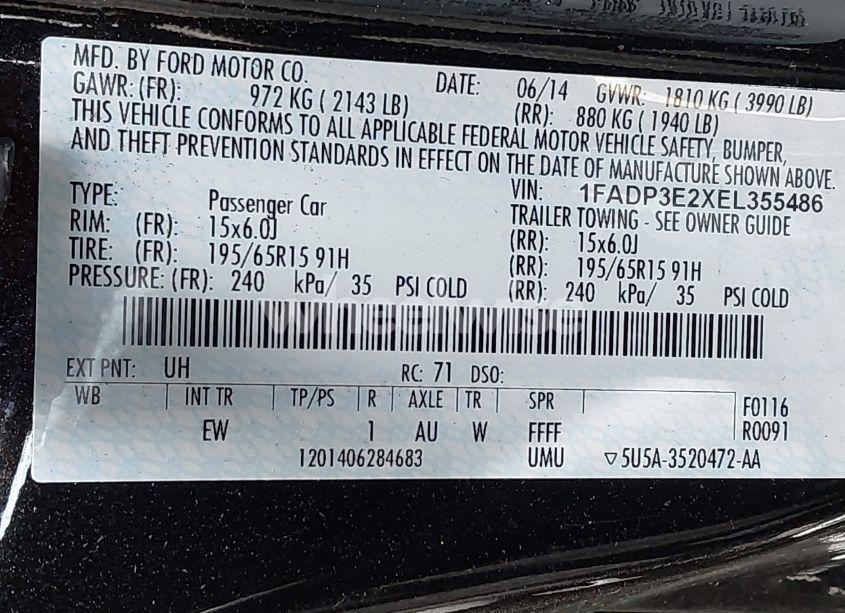 MFD. BY FORD MOTOR CO.
DATE: 06/14 GVWR: 1810 KG ( 3990 LB)
GAWR: (FR): 972 KG ( 2143 LB) (RR): 880 KG ( 1940 LB)
THIS VEHICLE CONFORMS TO ALL APPLICABLE FEDERAL MOTOR VEHICLE SAFETY, BUMPER,
AND THEFT PREVENTION STANDARDS IN EFFECT ON THE DATE OF MANUFACTURE SHOWN ABOVE.
VIN: 1FADP3E2XEL355486
TYPE: Passenger Car TRAILER TOWING - SEE OWNER GUIDE
RIM: (FR): 15x6.0J (RR): 15x6.0J
TIRE: (FR): 195/65R15 91H (RR): 195/65R15 91H
PRESSURE: (FR): 240 kPa/ 35 PSI COLD (RR): 240 kPa/ 35 PSI COLD
wheelwise
EXT PNT: UH RC: 71 DSO:
WB INT TR TP/PS R AXLE TR SPR F0116
EW 1 AU W FFFF R0091
1201406284683 UMU ▽5U5A-3520472-AA